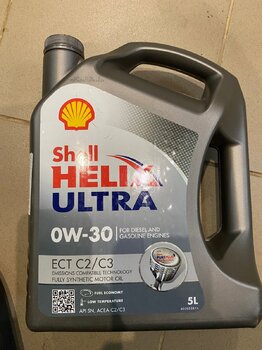 Shell
HELIX
ULTRA
0W-30
FOR DIESEL AND
GASOLINE ENGINES
ECT C2/C3
EMISSIONS COMPATIBLE TECHNOLOGY
FULLY SYNTHETIC MOTOR OIL
FUEL ECONOMY
LOW TEMPERATURE
API SN, ACEA C2/C3
5L